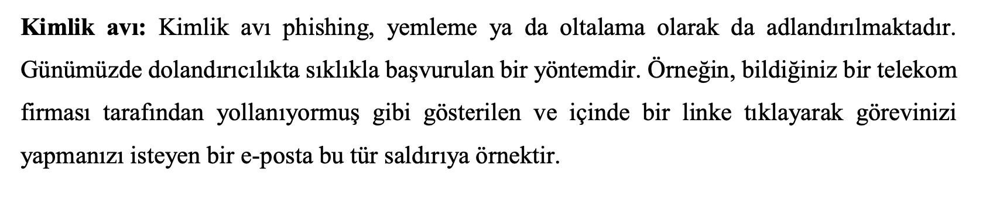 Kimlik avı: Kimlik avı phishing, yemleme ya da oltalama olarak da adlandırılmaktadır.
Günümüzde dolandırıcılıkta sıklıkla başvurulan bir yöntemdir. Örneğin, bildiğiniz bir telekom
firması tarafından yollanıyormuş gibi gösterilen ve içinde bir linke tıklayarak görevinizi
yapmanızı isteyen bir e-posta bu tür saldırıya örnektir.